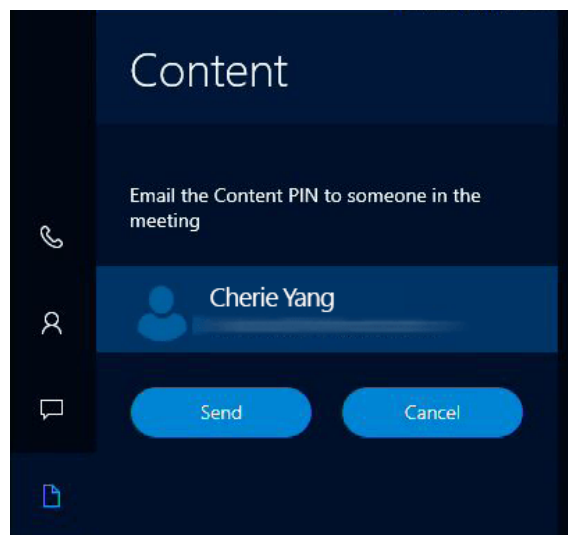 Content
Email the Content PIN to someone in the
meeting
Cherie Yang
Send
Cancel